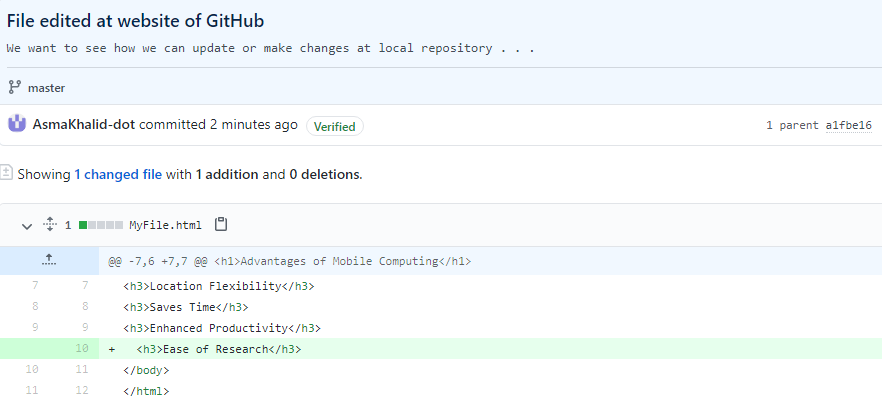 File edited at website of GitHub
We want to see how we can update or make changes at local repository . . .
master
AsmaKhalid-dot committed 2 minutes ago Verified 1 parent a1fbe16
Showing 1 changed file with 1 addition and 0 deletions.
1 MyFile.html
@@ -7,6 +7,7 @@ <h1>Advantages of Mobile Computing</h1>
7 7 <h3>Location Flexibility</h3>
8 8 <h3>Saves Time</h3>
9 9 <h3>Enhanced Productivity</h3>
10 + <h3>Ease of Research</h3>
10 11 </body>
11 12 </html>